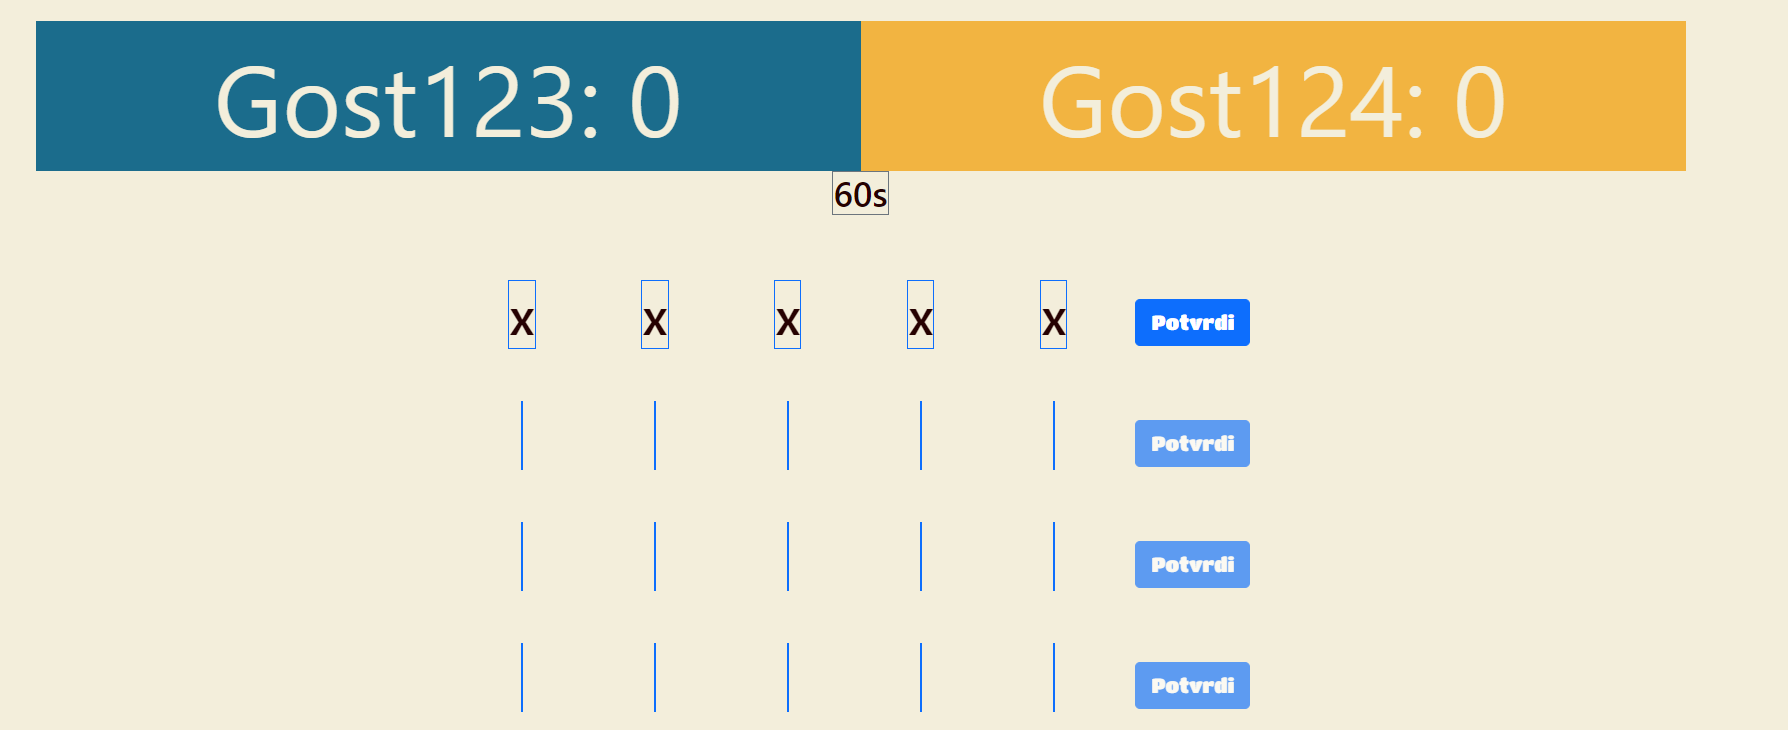 Gost123: 0 Gost124: 0
60s
X X X X X Potvrdi
Potvrdi
Potvrdi
Potvrdi